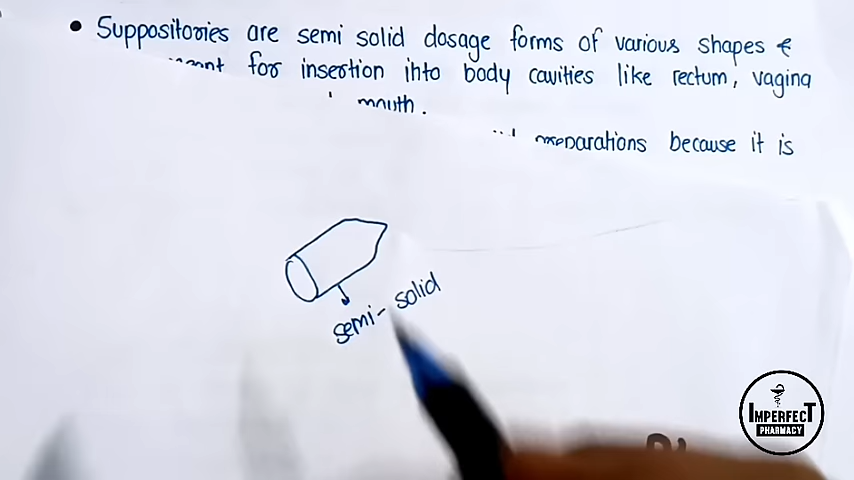 • Suppositories are semi solid dosage forms of various shapes &
for insertion into body cavities like rectum, vagina
mouth.
preparations because it is
semi-solid
IMPERFECT
PHARMACY